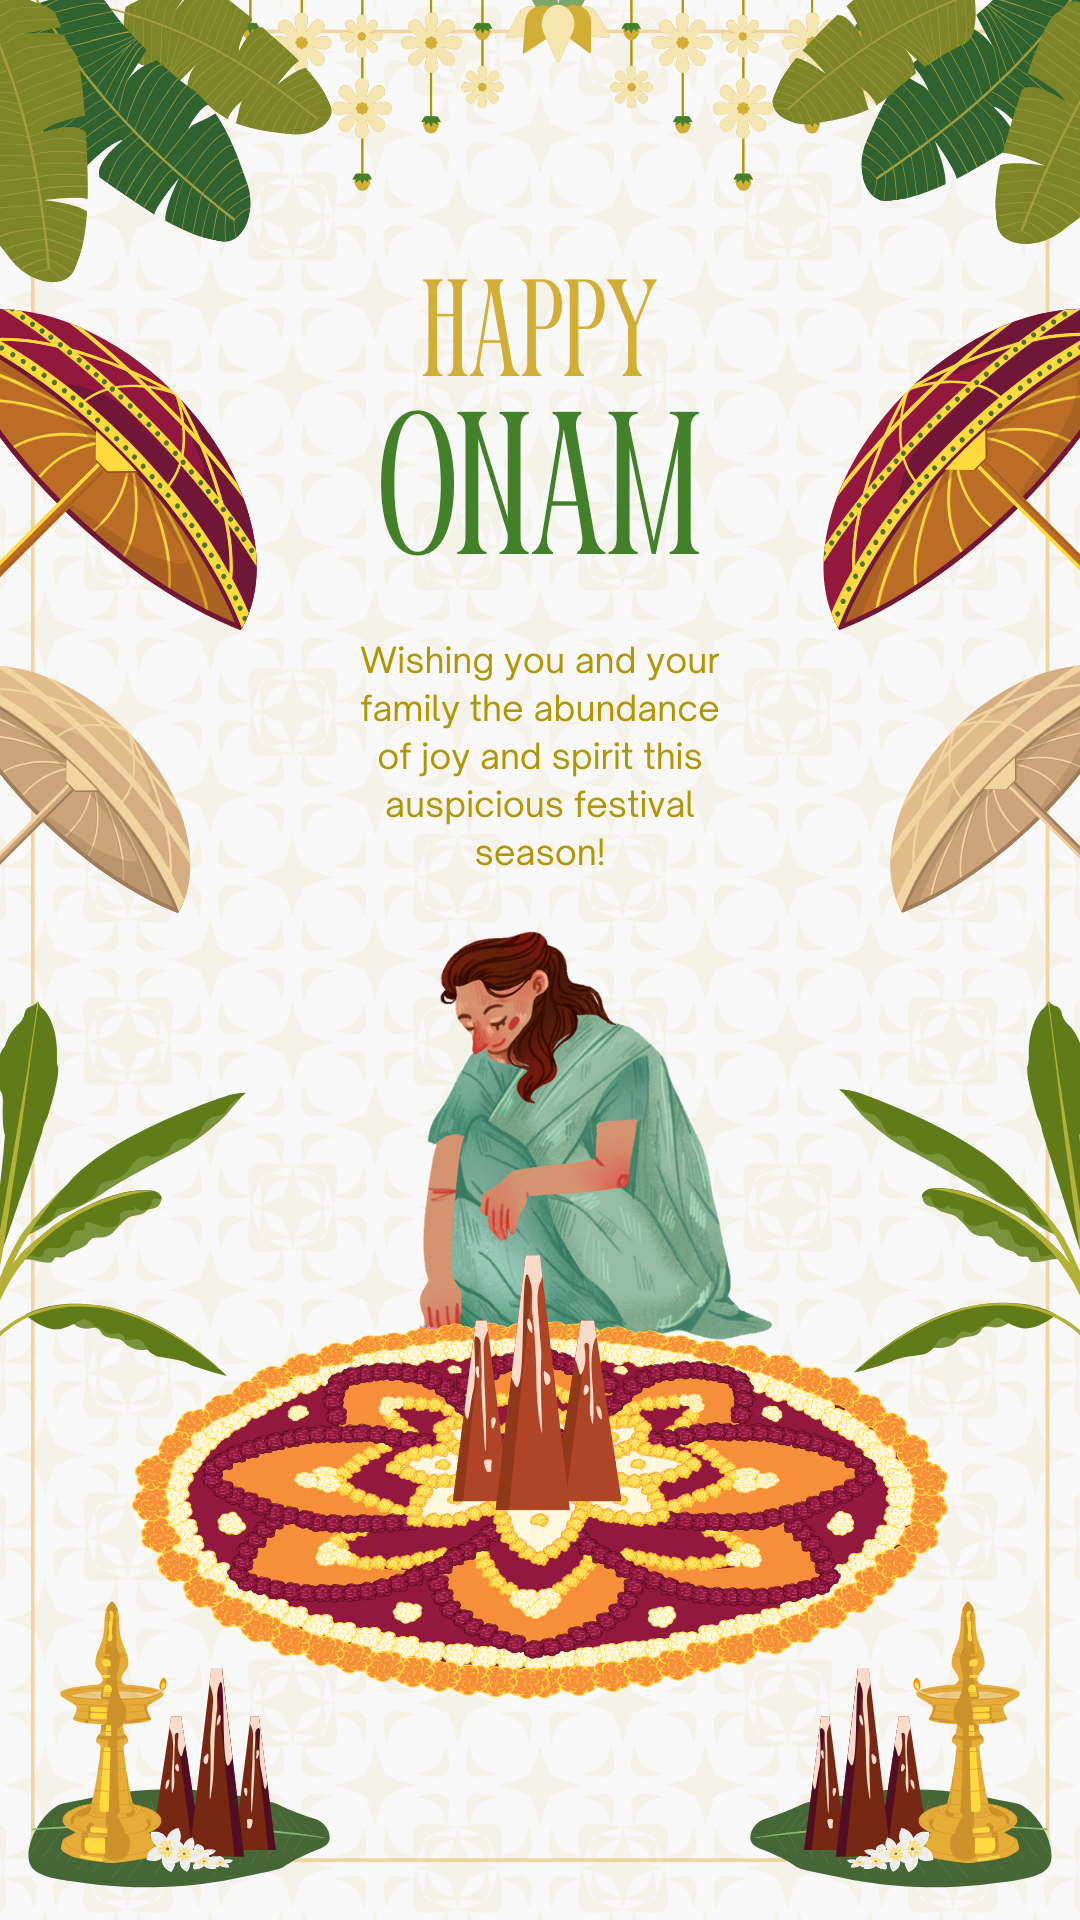 HAPPY
ONAM
Wishing you and your
family the abundance
of joy and spirit this
auspicious festival
season!